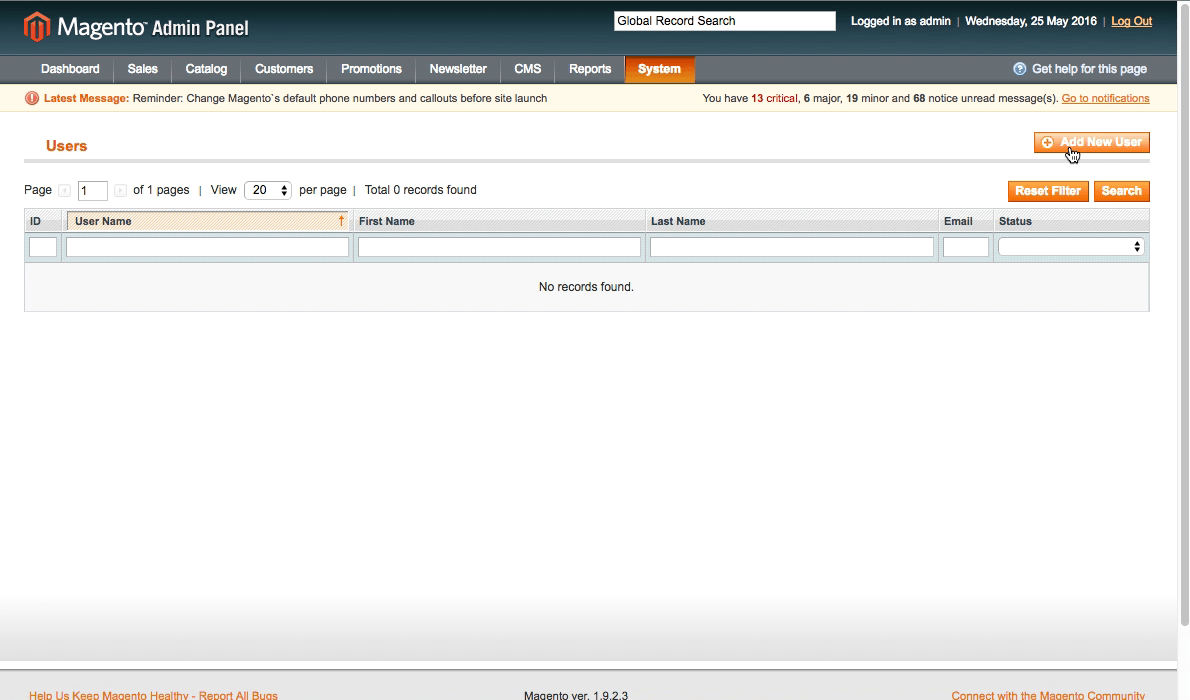 Magento™ Admin Panel
Global Record Search
Logged in as admin | Wednesday, 25 May 2016 | Log Out
Dashboard Sales Catalog Customers Promotions Newsletter CMS Reports System
Get help for this page
Latest Message: Reminder: Change Magento`s default phone numbers and callouts before site launch
You have 13 critical, 6 major, 19 minor and 68 notice unread message(s). Go to notifications
Users
Add New User
Page 1 of 1 pages | View 20 per page | Total 0 records found
Reset Filter Search
ID User Name First Name Last Name Email Status
No records found.
Help Us Keep Magento Healthy - Report All Bugs
Magento ver. 1.9.2.3
Connect with the Magento Community